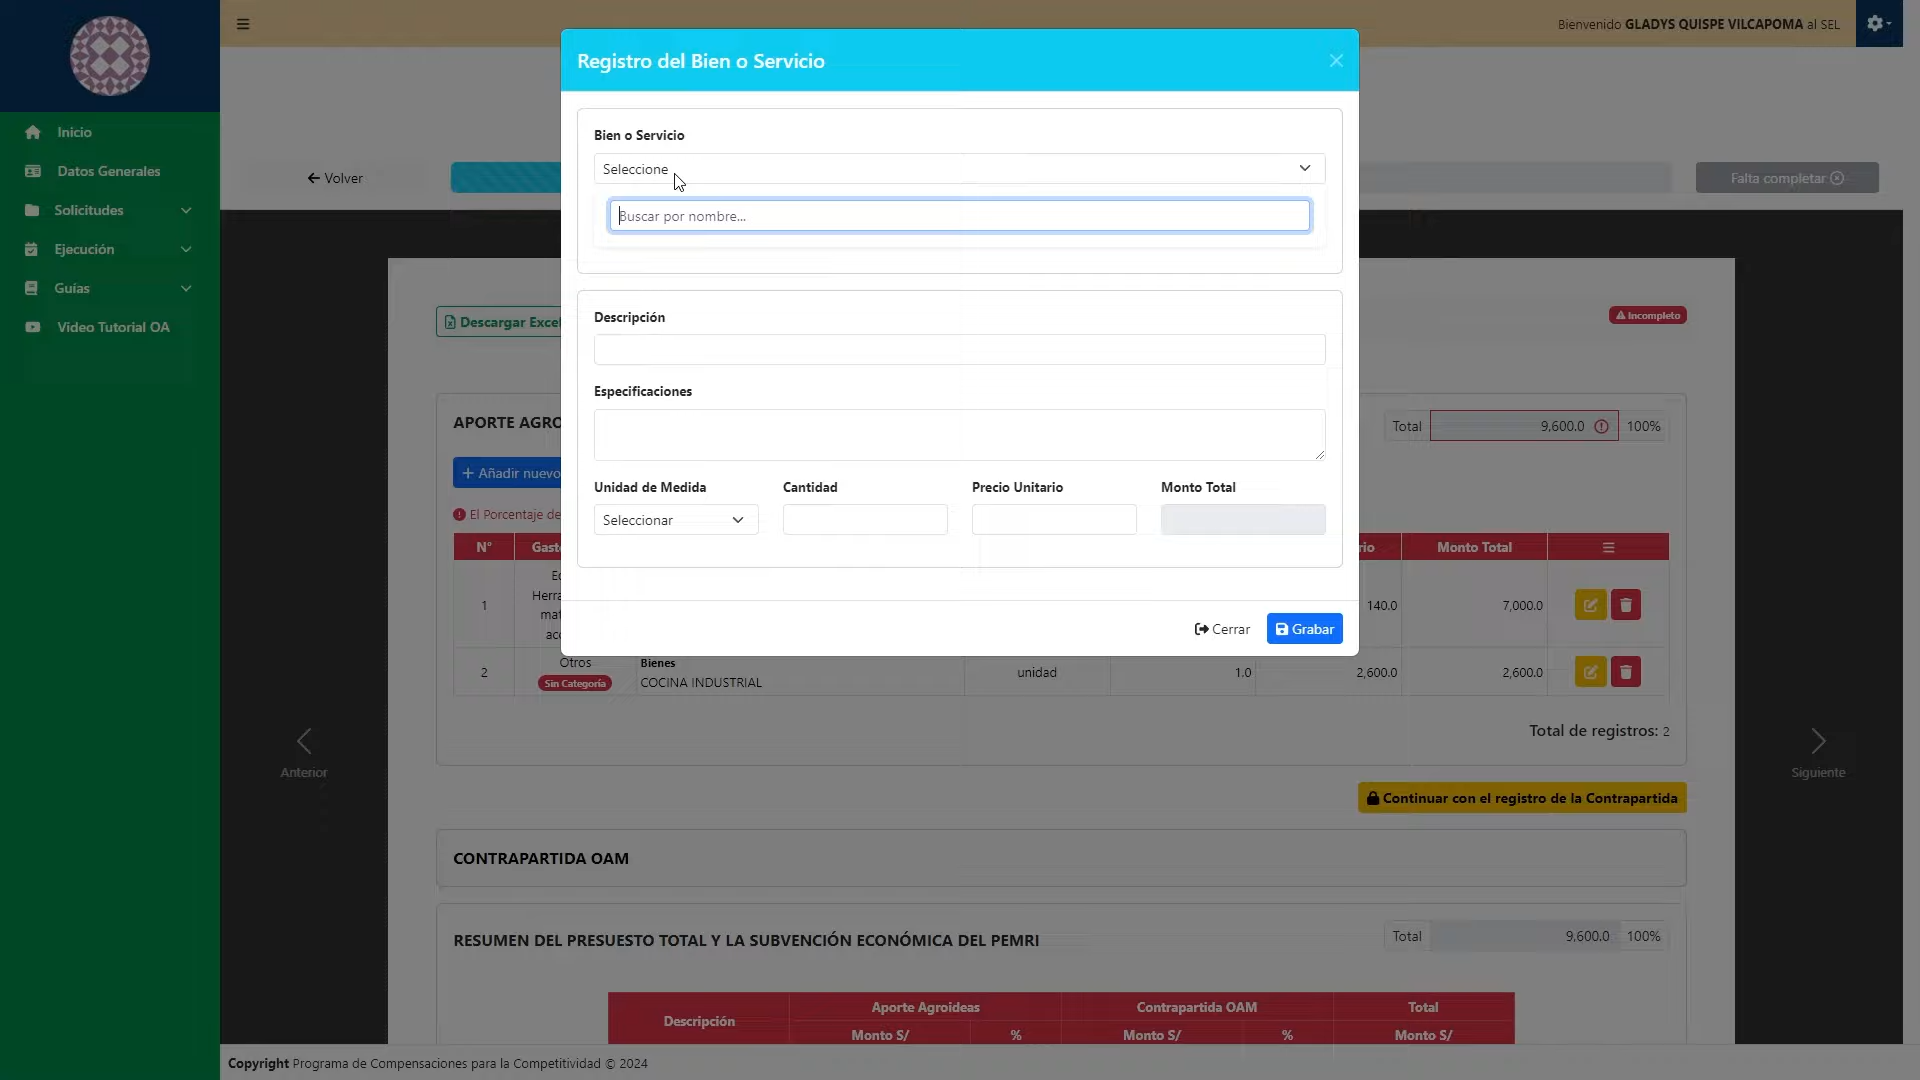 Bienvenido GLADYS QUISPE VILCAPOMA al SEL
Inicio
Datos Generales
Solicitudes
Ejecución
Guías
Video Tutorial OA
Volver
Falta completar
Registro del Bien o Servicio
Bien o Servicio
Seleccione
Buscar por nombre...
Descripción
Especificaciones
Unidad de Medida Cantidad Precio Unitario Monto Total
Seleccionar
Cerrar Grabar
Descargar Excel
Incompleto
APORTE AGRO
Total 9,600.0 100%
+ Añadir nuevo
El Porcentaje de
N° Gast rio Monto Total
1 140.0 7,000.0
Herra
2 Otros Bienes unidad 1.0 2,600.0 2,600.0
Sin Categoría COCINA INDUSTRIAL
Total de registros: 2
Anterior
Siguiente
Continuar con el registro de la Contrapartida
CONTRAPARTIDA OAM
RESUMEN DEL PRESUESTO TOTAL Y LA SUBVENCIÓN ECONÓMICA DEL PEMRI
Total 9,600.0 100%
Descripción Aporte Agroideas Contrapartida OAM Total
Monto S/ % Monto S/ % Monto S/
Copyright Programa de Compensaciones para la Competitividad © 2024